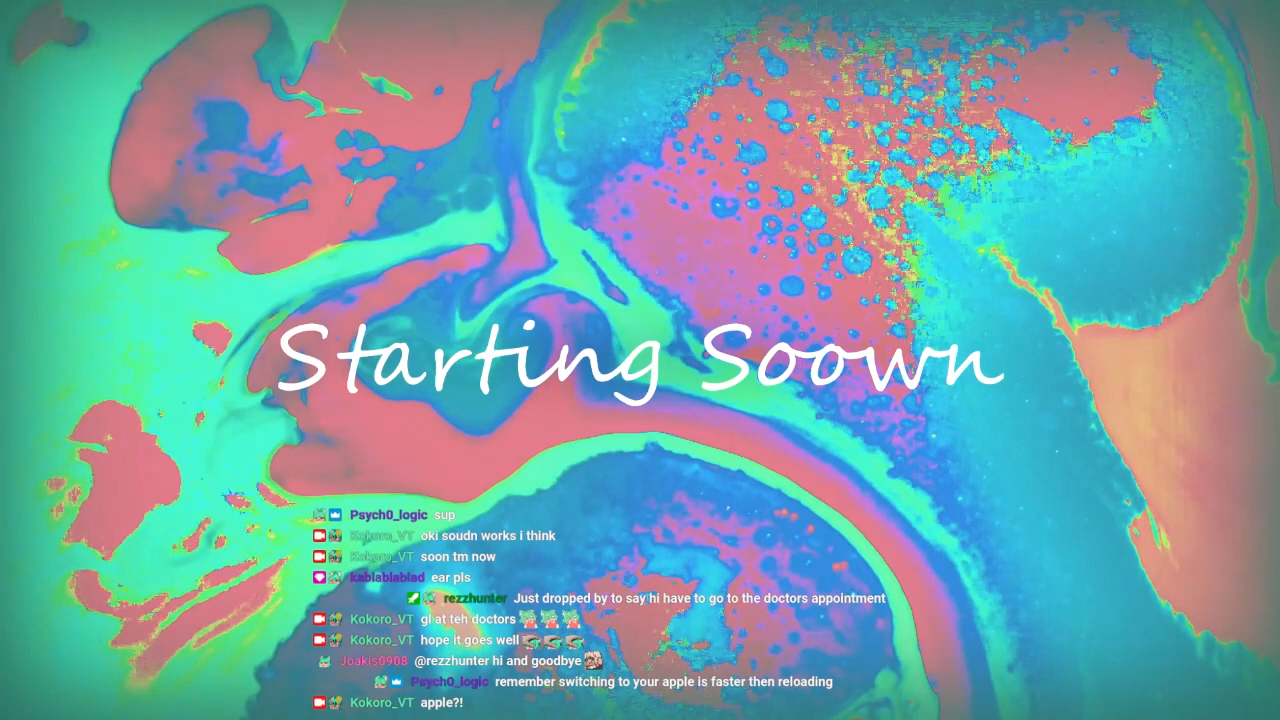 Starting Soown
Psych0_logic sup
Kokoro_VT oki soudn works i think
Kokoro_VT soon tm now
kablablablad ear pls
rezzhunter Just dropped by to say hi have to go to the doctors appointment
Kokoro_VT gl at teh doctors
Kokoro_VT hope it goes well
Joakis0908 @rezzhunter hi and goodbye
Psych0_logic remember switching to your apple is faster then reloading
Kokoro_VT apple?!